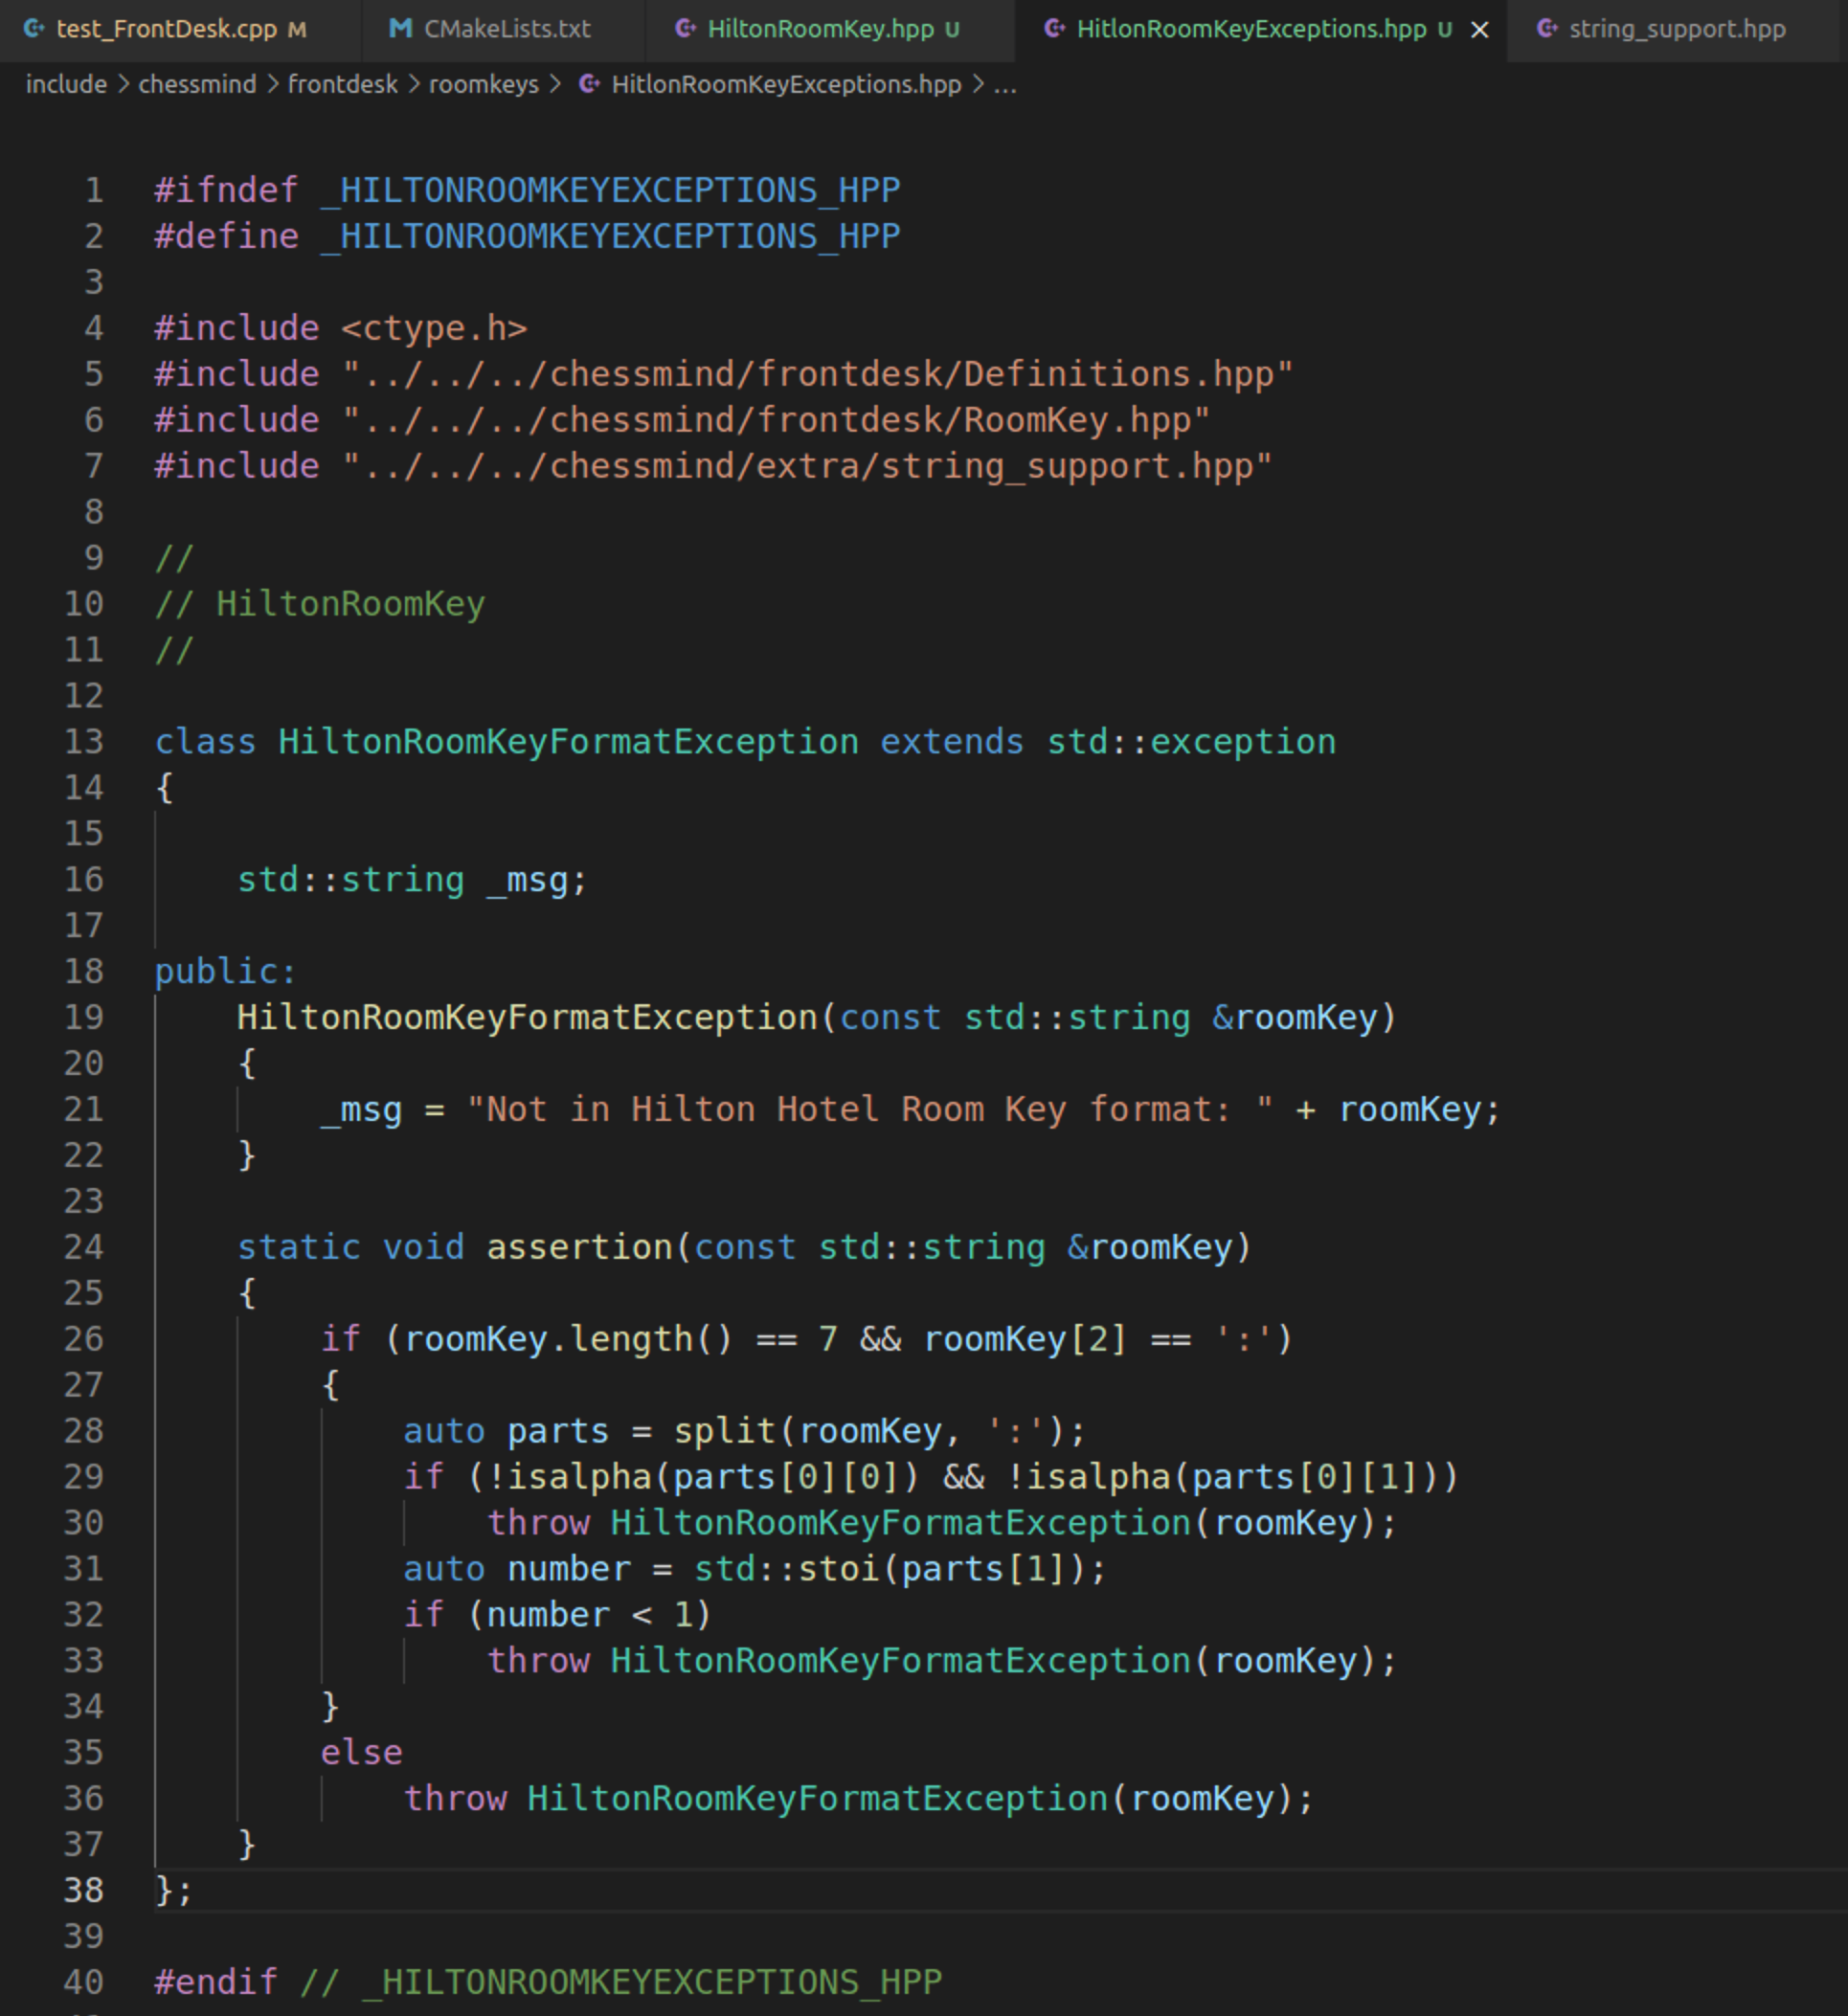 test_FrontDesk.cpp M CMakeLists.txt HiltonRoomKey.hpp U HitlonRoomKeyExceptions.hpp U × string_support.hpp
include > chessmind > frontdesk > roomkeys > HitlonRoomKeyExceptions.hpp > ...
1 #ifndef _HILTONROOMKEYEXCEPTIONS_HPP
2 #define _HILTONROOMKEYEXCEPTIONS_HPP
3
4 #include <ctype.h>
5 #include "../../../chessmind/frontdesk/Definitions.hpp"
6 #include "../../../chessmind/frontdesk/RoomKey.hpp"
7 #include "../../../chessmind/extra/string_support.hpp"
8
9 //
10 // HiltonRoomKey
11 //
12
13 class HiltonRoomKeyFormatException extends std::exception
14 {
15
16     std::string _msg;
17
18 public:
19     HiltonRoomKeyFormatException(const std::string &roomKey)
20     {
21         _msg = "Not in Hilton Hotel Room Key format: " + roomKey;
22     }
23
24     static void assertion(const std::string &roomKey)
25     {
26         if (roomKey.length() == 7 && roomKey[2] == ':')
27         {
28             auto parts = split(roomKey, ':');
29             if (!isalpha(parts[0][0]) && !isalpha(parts[0][1]))
30                 throw HiltonRoomKeyFormatException(roomKey);
31             auto number = std::stoi(parts[1]);
32             if (number < 1)
33                 throw HiltonRoomKeyFormatException(roomKey);
34         }
35         else
36             throw HiltonRoomKeyFormatException(roomKey);
37     }
38 };
39
40 #endif // _HILTONROOMKEYEXCEPTIONS_HPP